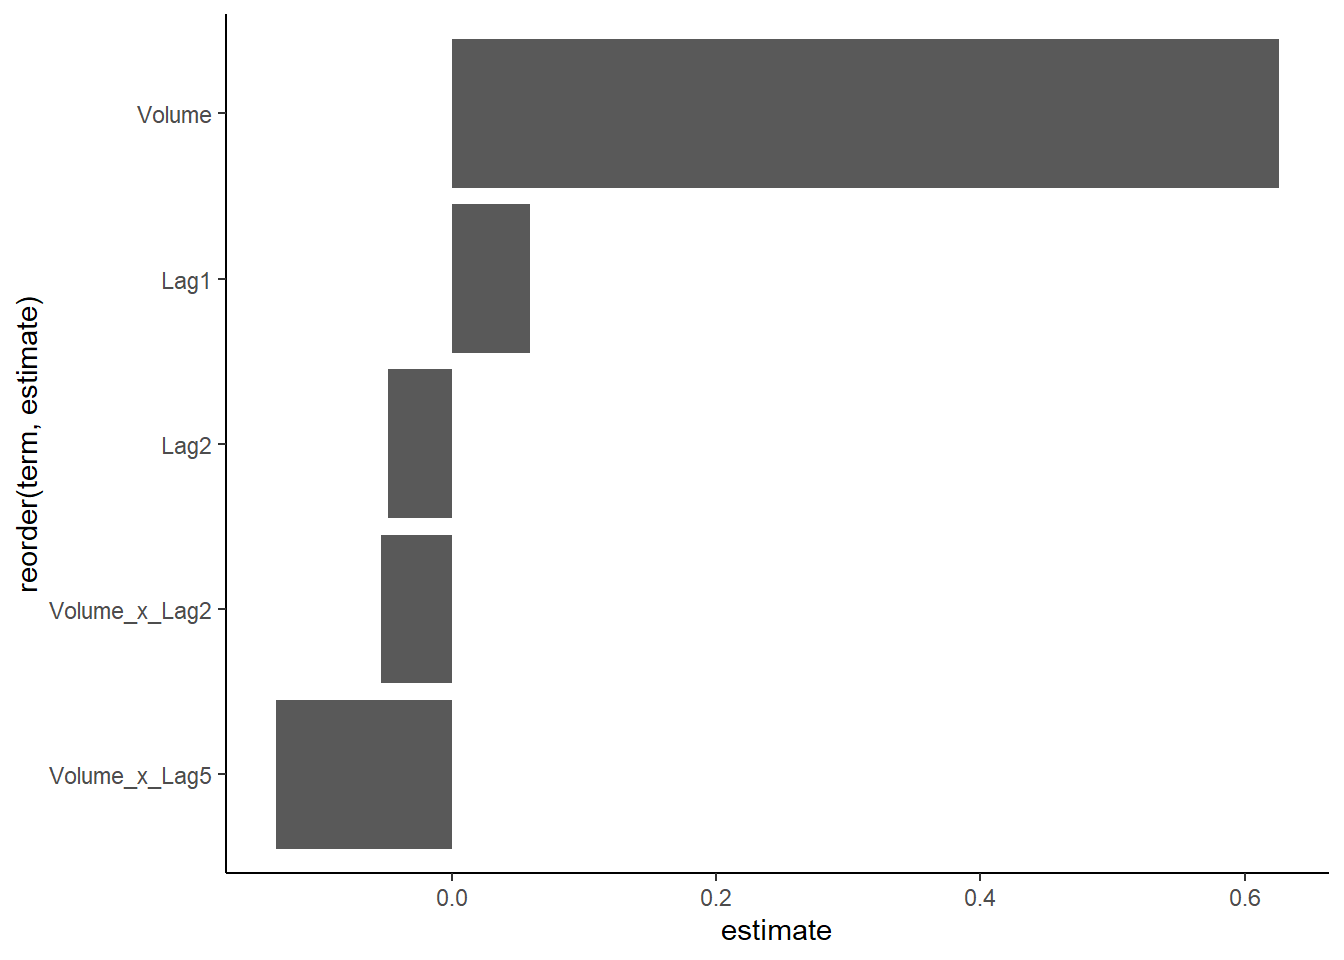 Volume
Lag1
Lag2
Volume_x_Lag2
Volume_x_Lag5
reorder(term, estimate)
0.0 0.2 0.4 0.6
estimate